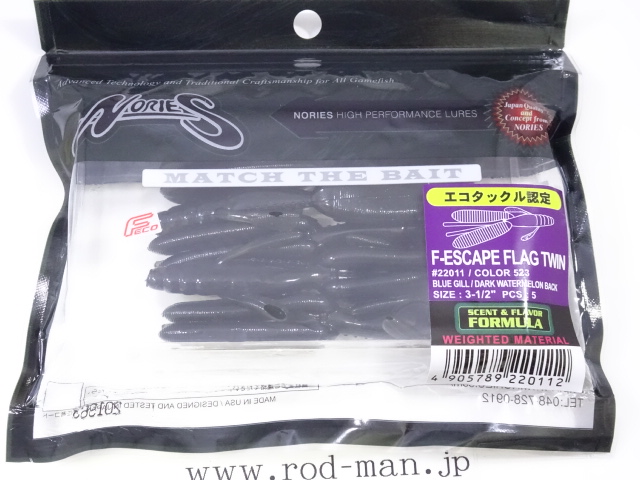 Advanced Technology and Traditional Craftsmanship for All Gamefish
NORIES
NORIES HIGH PERFORMANCE LURES
Japan Quality
and
Concept from
NORIES
MATCH THE BAIT
Feco
エコタックル認定
F-ESCAPE FLAG TWIN
#22011 / COLOR 523
BLUE GILL / DARK WATERMELON BACK
SIZE : 3-1/2" PCS : 5
SCENT & FLAVOR
FORMULA
WEIGHTED MATERIAL
4 905789 220112
MADE IN USA / DESIGNED AND TESTED
TEL:048-728-0912
www.rod-man.jp